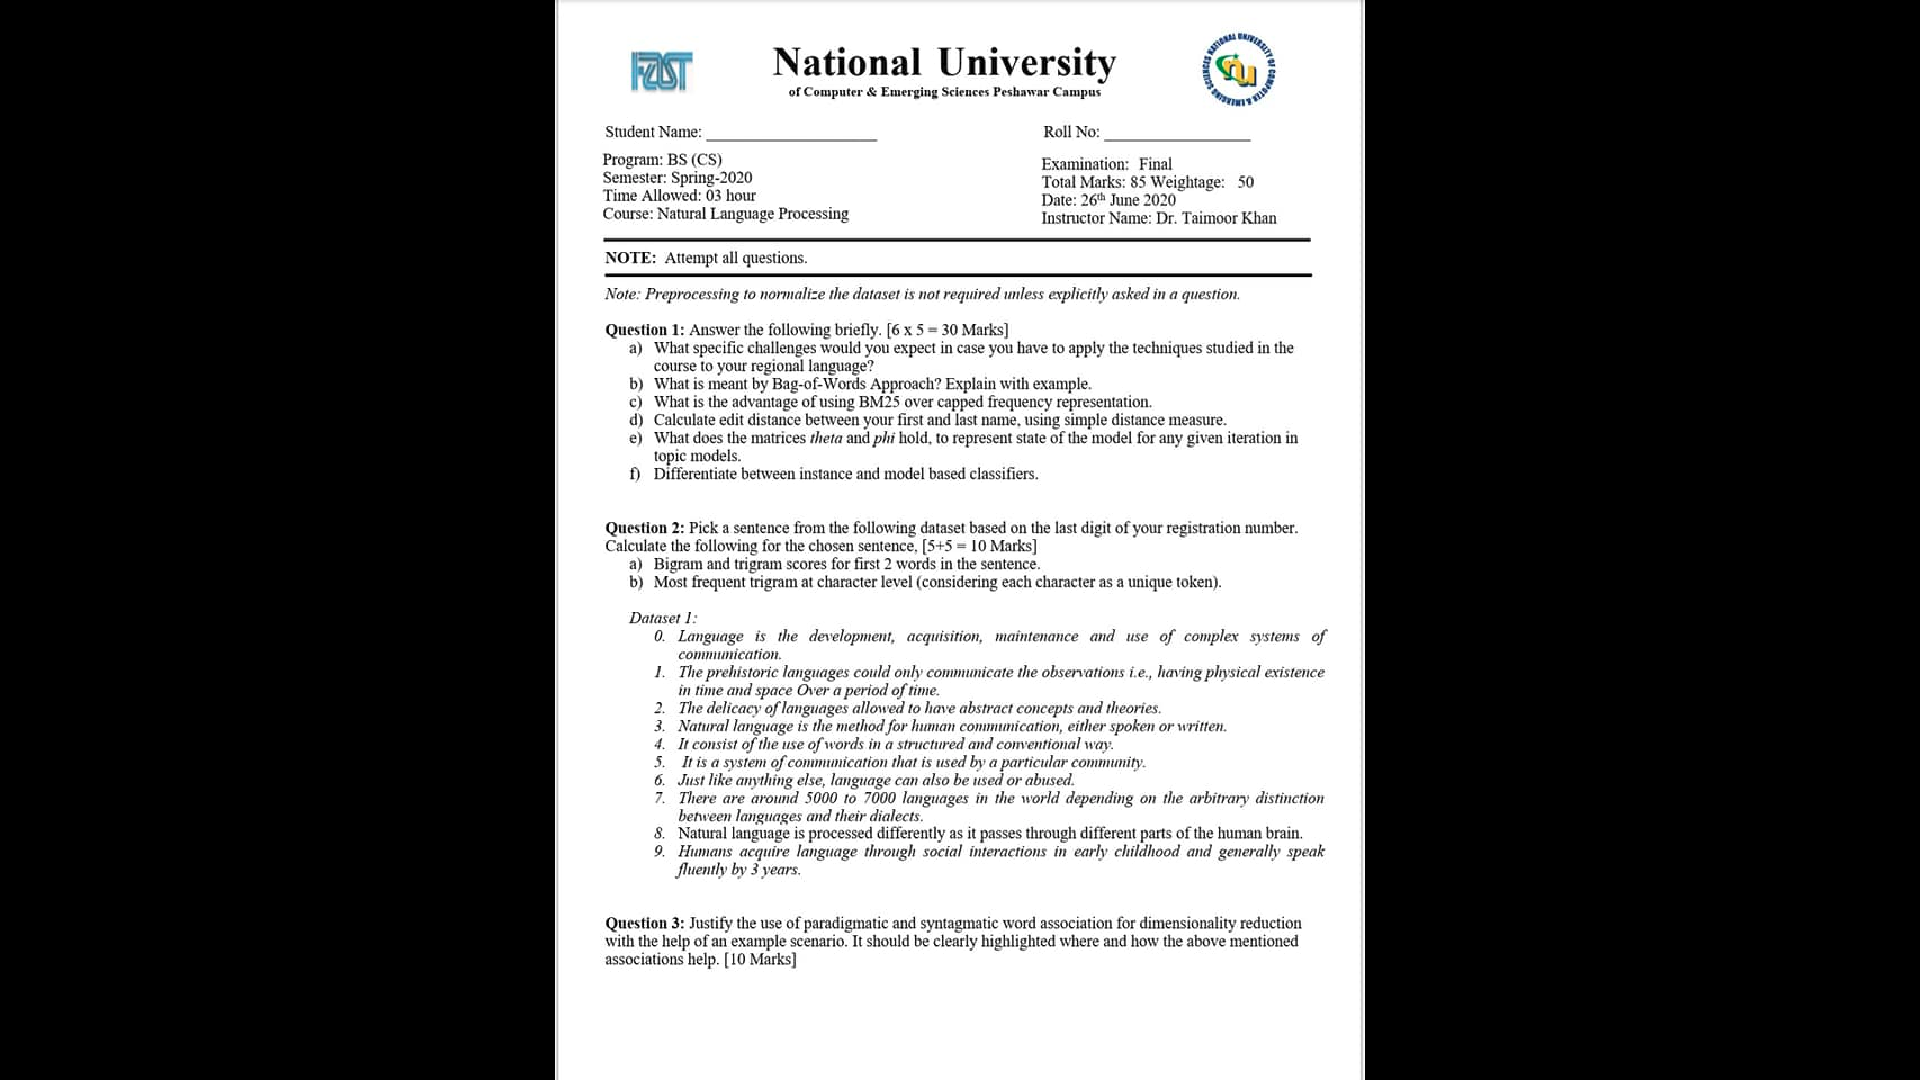 FAST
National University
of Computer & Emerging Sciences Peshawar Campus
NATIONAL UNIVERSITY OF COMPUTER & EMERGING SCIENCES
nu
Student Name: ____________________
Roll No: _________________
Program: BS (CS)
Semester: Spring-2020
Time Allowed: 03 hour
Course: Natural Language Processing
Examination: Final
Total Marks: 85 Weightage: 50
Date: 26th June 2020
Instructor Name: Dr. Taimoor Khan
NOTE: Attempt all questions.
Note: Preprocessing to normalize the dataset is not required unless explicitly asked in a question.
Question 1: Answer the following briefly. [6 x 5 = 30 Marks]
a) What specific challenges would you expect in case you have to apply the techniques studied in the
course to your regional language?
b) What is meant by Bag-of-Words Approach? Explain with example.
c) What is the advantage of using BM25 over capped frequency representation.
d) Calculate edit distance between your first and last name, using simple distance measure.
e) What does the matrices theta and phi hold, to represent state of the model for any given iteration in
topic models.
f) Differentiate between instance and model based classifiers.
Question 2: Pick a sentence from the following dataset based on the last digit of your registration number.
Calculate the following for the chosen sentence, [5+5 = 10 Marks]
a) Bigram and trigram scores for first 2 words in the sentence.
b) Most frequent trigram at character level (considering each character as a unique token).
Dataset 1:
0. Language is the development, acquisition, maintenance and use of complex systems of
communication.
1. The prehistoric languages could only communicate the observations i.e., having physical existence
in time and space Over a period of time.
2. The delicacy of languages allowed to have abstract concepts and theories.
3. Natural language is the method for human communication, either spoken or written.
4. It consist of the use of words in a structured and conventional way.
5. It is a system of communication that is used by a particular community.
6. Just like anything else, language can also be used or abused.
7. There are around 5000 to 7000 languages in the world depending on the arbitrary distinction
between languages and their dialects.
8. Natural language is processed differently as it passes through different parts of the human brain.
9. Humans acquire language through social interactions in early childhood and generally speak
fluently by 3 years.
Question 3: Justify the use of paradigmatic and syntagmatic word association for dimensionality reduction
with the help of an example scenario. It should be clearly highlighted where and how the above mentioned
associations help. [10 Marks]